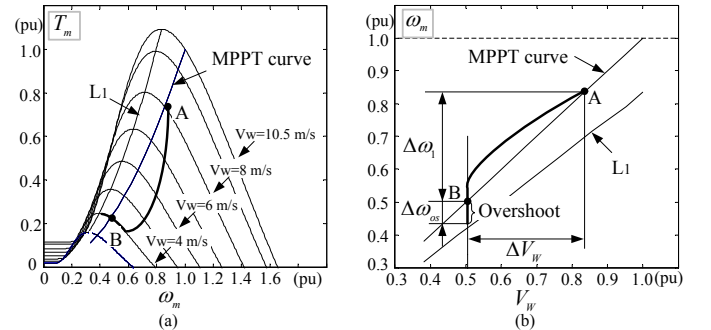 (pu)
T_m
1.0
0.8
0.6
0.4
0.2
0
0 0.2 0.4 0.6 0.8 1.0 1.2 1.4 1.6
(pu)
ω_m
(a)
MPPT curve
L1
A
B
Vw=10.5 m/s
Vw=8 m/s
Vw=6 m/s
Vw=4 m/s
(pu)
ω_m
1.0
0.9
0.8
0.7
0.6
0.5
0.4
0.3
0.3 0.4 0.5 0.6 0.7 0.8 0.9 1.0(pu)
V_W
(b)
MPPT curve
A
L1
Δω_1
B
Δω_os
Overshoot
ΔV_W